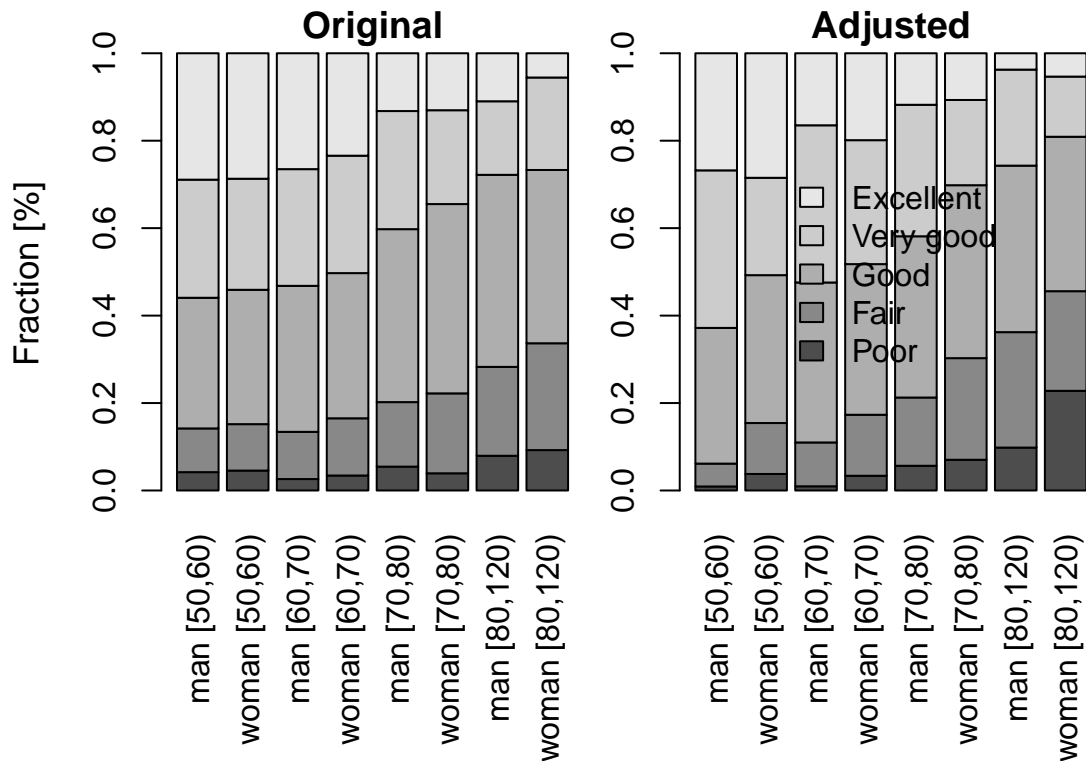 Original
Fraction [%]
1.0
0.8
0.6
0.4
0.2
0.0
man [50,60)
woman [50,60)
man [60,70)
woman [60,70)
man [70,80)
woman [70,80)
man [80,120)
woman [80,120)
Adjusted
1.0
0.8
0.6
0.4
0.2
0.0
Excellent
Very good
Good
Fair
Poor
man [50,60)
woman [50,60)
man [60,70)
woman [60,70)
man [70,80)
woman [70,80)
man [80,120)
woman [80,120)